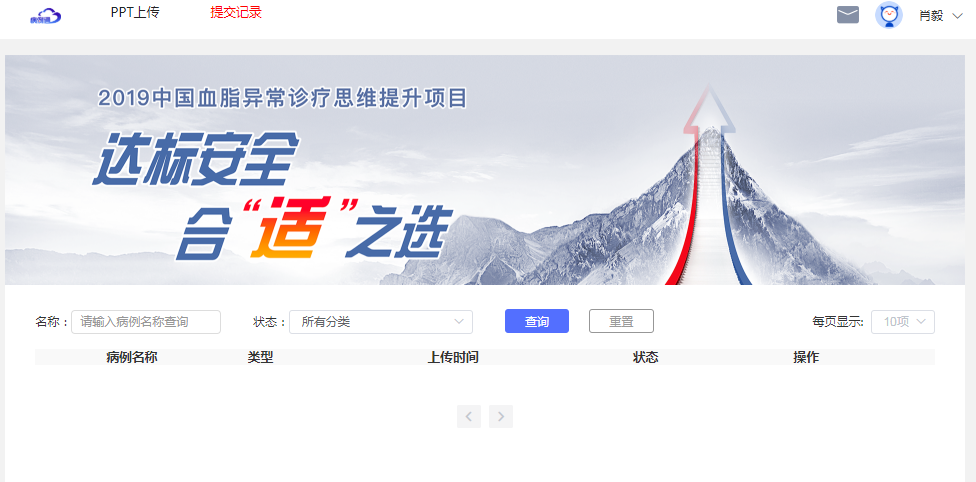 病例通
PPT上传
提交记录
肖毅
2019中国血脂异常诊疗思维提升项目
达标安全
合“适”之选
名称：
请输入病例名称查询
状态：
所有分类
查询
重置
每页显示:
10项
病例名称
类型
上传时间
状态
操作